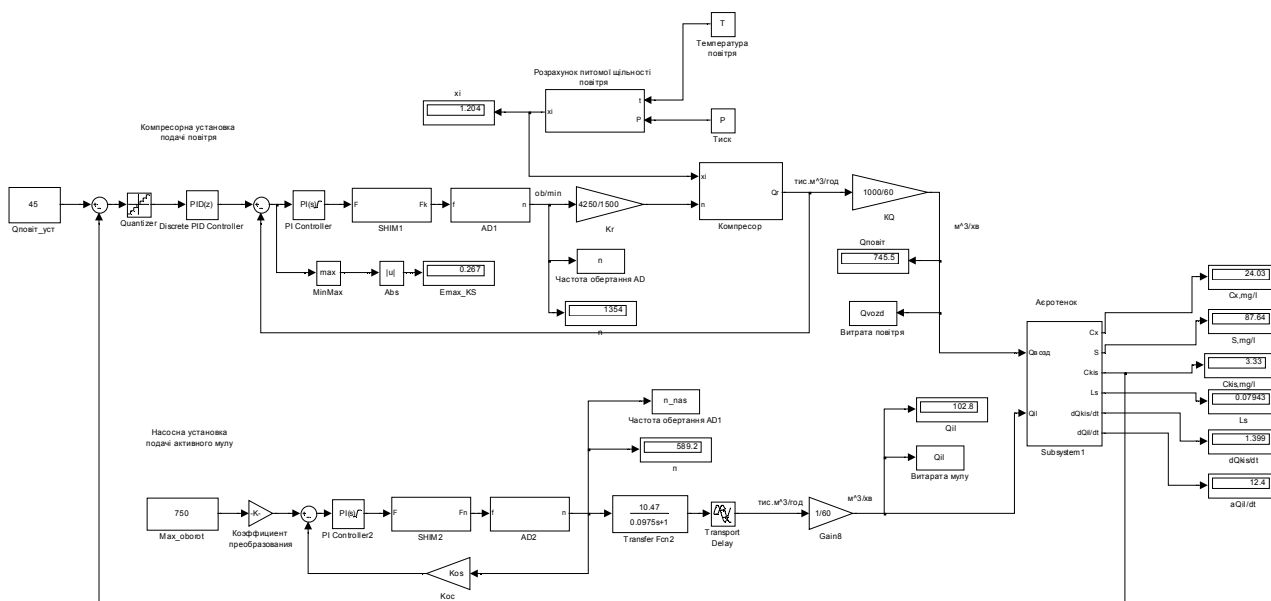 T
Температура
повітря
Розрахунок питомої щільності
повітря
xi
1.204
xi
t
P
P
Тиск
Компресорна установка
подачі повітря
45
Qповіт_уст
Quantizer
PID(z)
Discrete PID Controller
PI(s)
PI Controller
F
Fk
SHIM1
f
n
AD1
ob/min
4250/1500
Kr
xi
n
Qr
Компресор
тис.м^3/год
1000/60
KQ
м^3/хв
max
MinMax
|u|
Abs
0.267
Emax_KS
n
Частота обертання AD
1354
n
Qповіт
745.5
Qvozd
Витрата повітря
Аєротенок
Qвозд
Qil
Cx
S
Ckis
Ls
dQkis/dt
dQil/dt
Subsystem1
24.03
Cx,mg/l
87.64
S,mg/l
3.33
Ckis,mg/l
0.07943
Ls
1.399
dQkis/dt
12.4
aQil/dt
Насосна установка
подачі активного мулу
n_nas
Частота обертання AD1
589.2
n
102.8
Qil
Qil
Витарата мулу
750
Max_oborot
-K-
Коэффициент
преобразования
PI(s)
PI Controller2
F
Fn
SHIM2
f
n
AD2
10.47
0.0975s+1
Transfer Fcn2
Transport
Delay
тис.м^3/год
1/60
Gain8
м^3/хв
Kos
Koc